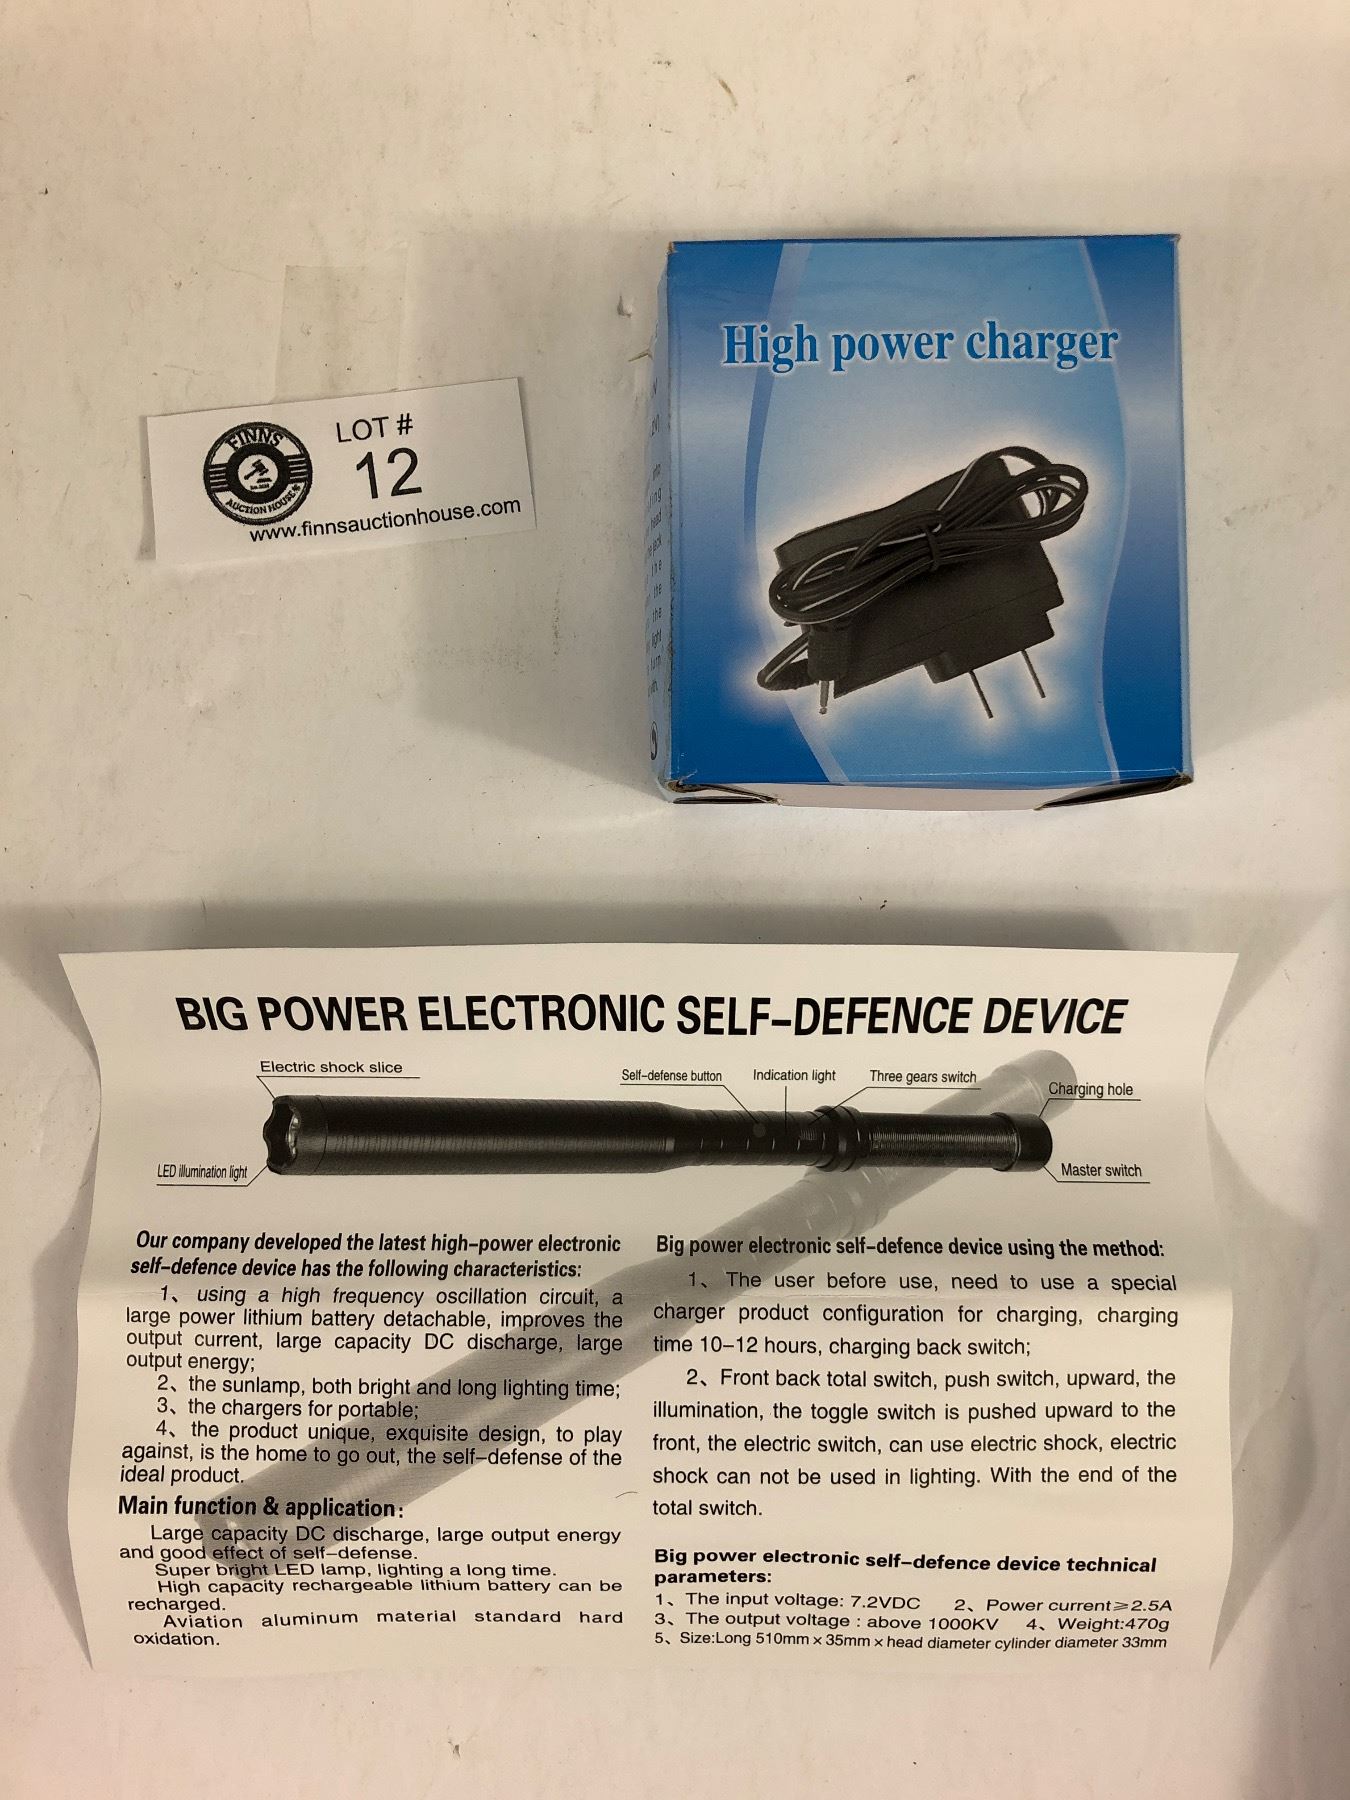 High power charger
FINNS
AUCTION HOUSE
LOT #
12
www.finnsauctionhouse.com
BIG POWER ELECTRONIC SELF-DEFENCE DEVICE
Electric shock slice
Self-defense button
Indication light
Three gears switch
Charging hole
LED illumination light
Master switch
Our company developed the latest high-power electronic
self-defence device has the following characteristics:
1、 using a high frequency oscillation circuit, a
large power lithium battery detachable, improves the
output current, large capacity DC discharge, large
output energy;
2、 the sunlamp, both bright and long lighting time;
3、 the chargers for portable;
4、 the product unique, exquisite design, to play
against, is the home to go out, the self-defense of the
ideal product.
Main function & application:
Large capacity DC discharge, large output energy
and good effect of self-defense.
Super bright LED lamp, lighting a long time.
High capacity rechargeable lithium battery can be
recharged.
Aviation aluminum material standard hard
oxidation.
Big power electronic self-defence device using the method:
1、 The user before use, need to use a special
charger product configuration for charging, charging
time 10-12 hours, charging back switch;
2、 Front back total switch, push switch, upward, the
illumination, the toggle switch is pushed upward to the
front, the electric switch, can use electric shock, electric
shock can not be used in lighting. With the end of the
total switch.
Big power electronic self-defence device technical
parameters:
1、 The input voltage: 7.2VDC 2、 Power current≥2.5A
3、 The output voltage : above 1000KV 4、 Weight:470g
5、 Size:Long 510mm×35mm×head diameter cylinder diameter 33mm